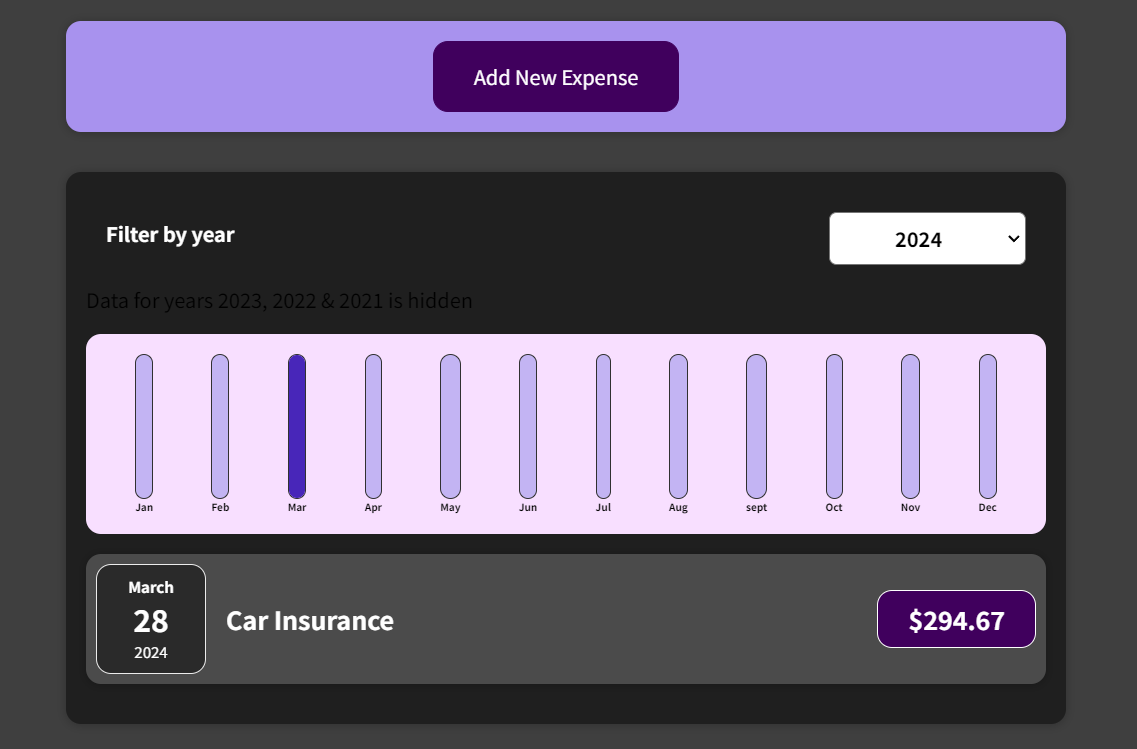 Add New Expense
Filter by year
2024
Data for years 2023, 2022 & 2021 is hidden
Jan Feb Mar Apr May Jun Jul Aug sept Oct Nov Dec
March
28
2024
Car Insurance
$294.67